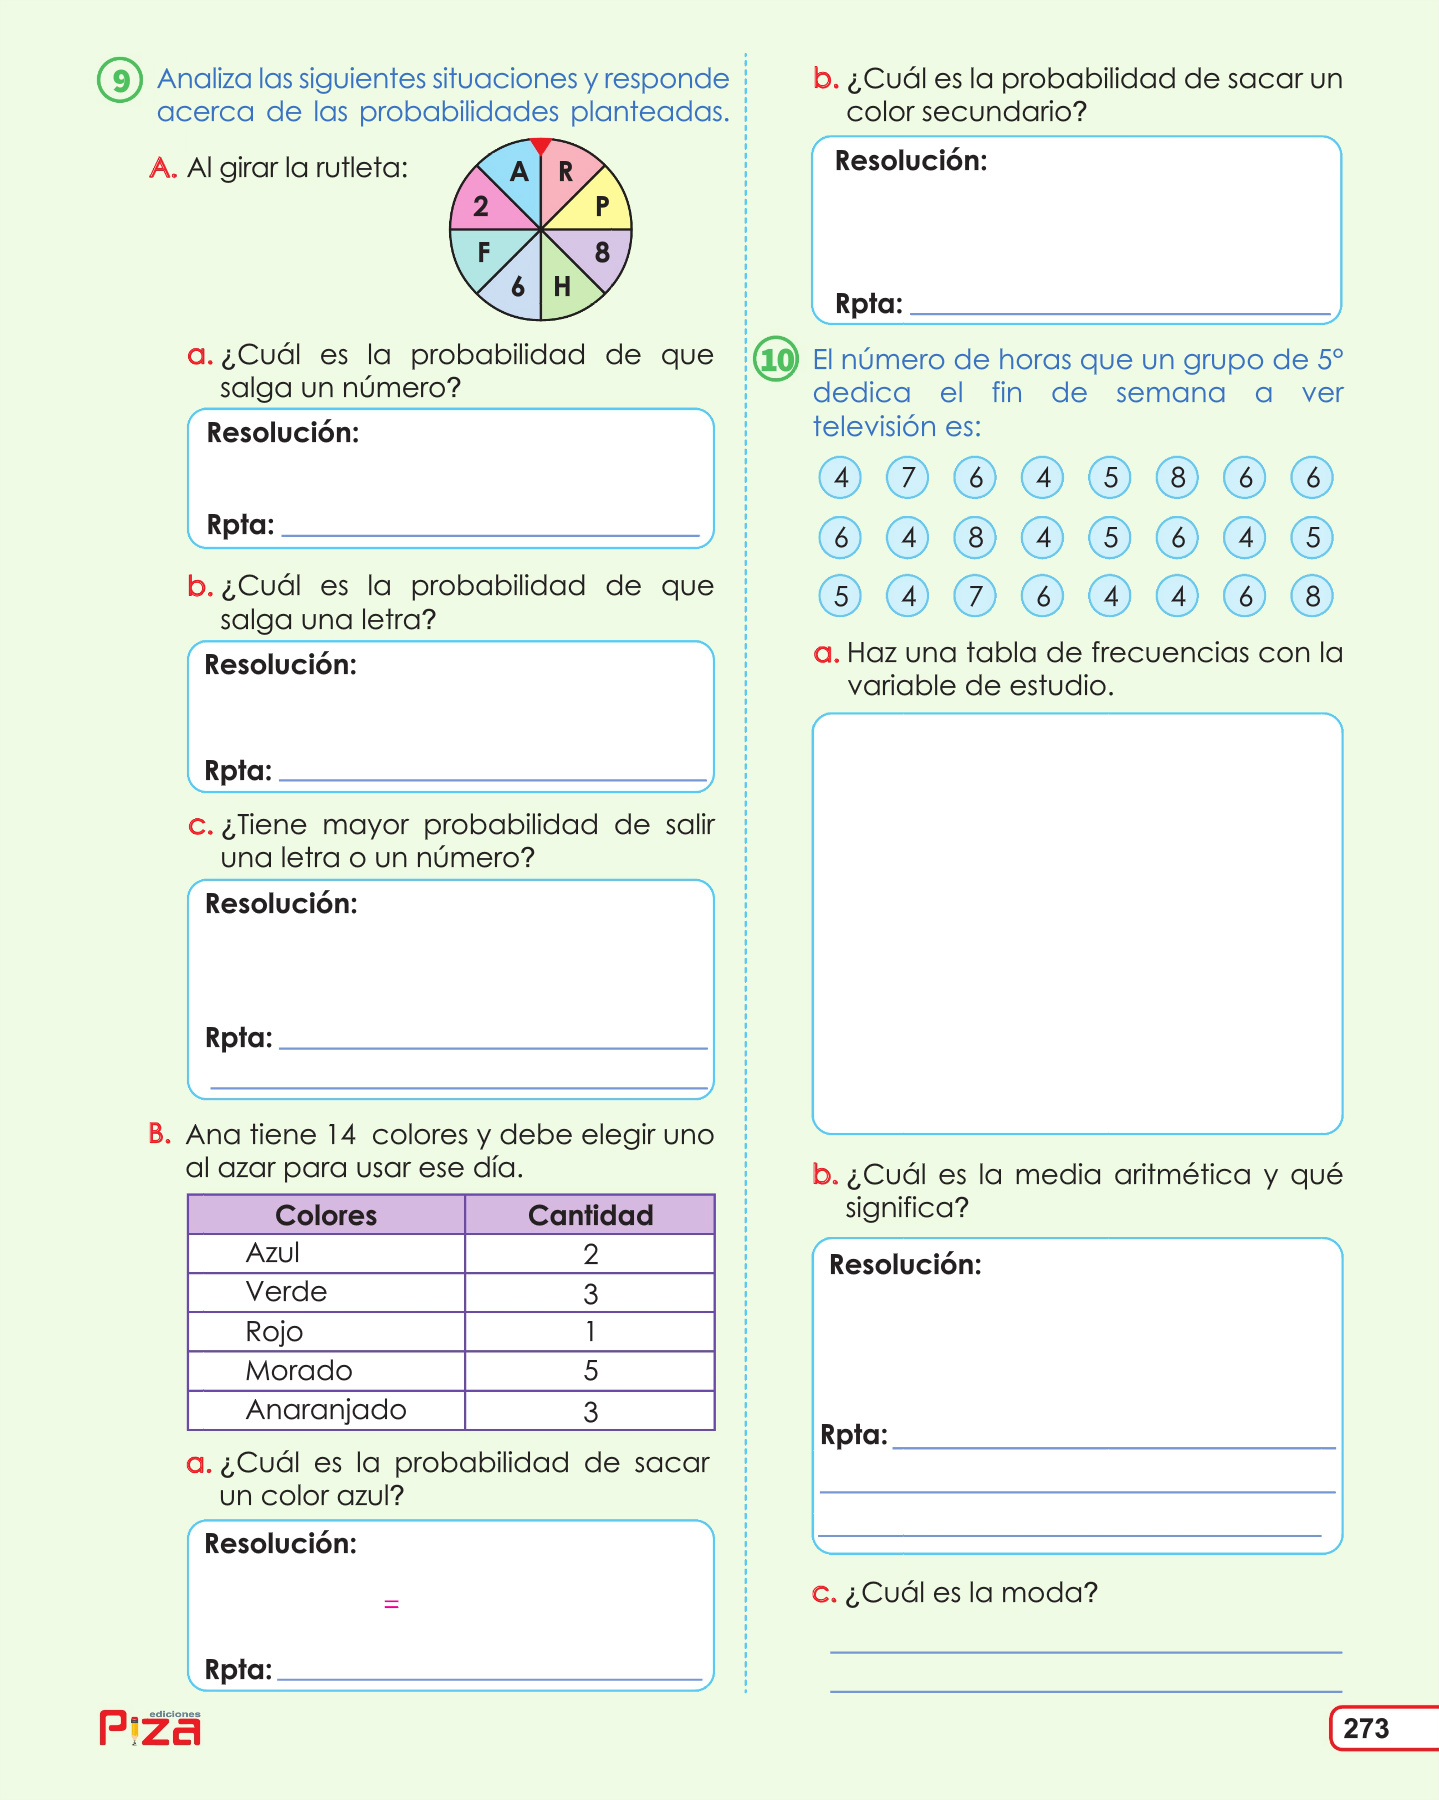 9 Analiza las siguientes situaciones y responde
acerca de las probabilidades planteadas.
A. Al girar la rutleta:
A R
2 P
F 8
6 H
a. ¿Cuál es la probabilidad de que
salga un número?
Resolución:
Rpta:
b. ¿Cuál es la probabilidad de que
salga una letra?
Resolución:
Rpta:
c. ¿Tiene mayor probabilidad de salir
una letra o un número?
Resolución:
Rpta:
B. Ana tiene 14 colores y debe elegir uno
al azar para usar ese día.
Colores Cantidad
Azul 2
Verde 3
Rojo 1
Morado 5
Anaranjado 3
a. ¿Cuál es la probabilidad de sacar
un color azul?
Resolución:
=
Rpta:
b. ¿Cuál es la probabilidad de sacar un
color secundario?
Resolución:
Rpta:
10 El número de horas que un grupo de 5°
dedica el fin de semana a ver
televisión es:
4 7 6 4 5 8 6 6
6 4 8 4 5 6 4 5
5 4 7 6 4 4 6 8
a. Haz una tabla de frecuencias con la
variable de estudio.
b. ¿Cuál es la media aritmética y qué
significa?
Resolución:
Rpta:
c. ¿Cuál es la moda?
ediciones
Piza
273